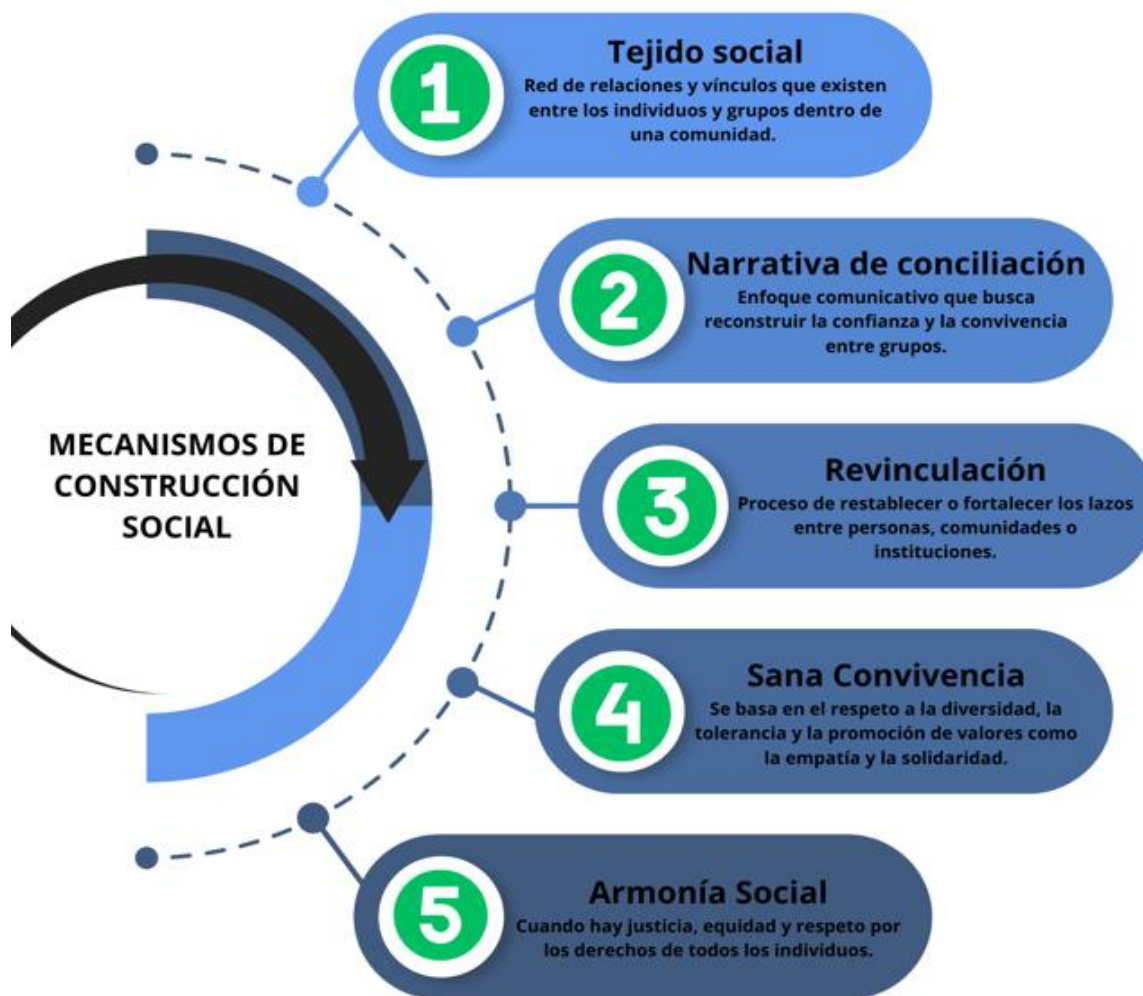 1
Tejido social
Red de relaciones y vínculos que existen
entre los individuos y grupos dentro de
una comunidad.
2
Narrativa de conciliación
Enfoque comunicativo que busca
reconstruir la confianza y la convivencia
entre grupos.
MECANISMOS DE
CONSTRUCCIÓN
SOCIAL
3
Revinculación
Proceso de restablecer o fortalecer los lazos
entre personas, comunidades o
instituciones.
4
Sana Convivencia
Se basa en el respeto a la diversidad, la
tolerancia y la promoción de valores como
la empatía y la solidaridad.
5
Armonía Social
Cuando hay justicia, equidad y respeto por
los derechos de todos los individuos.